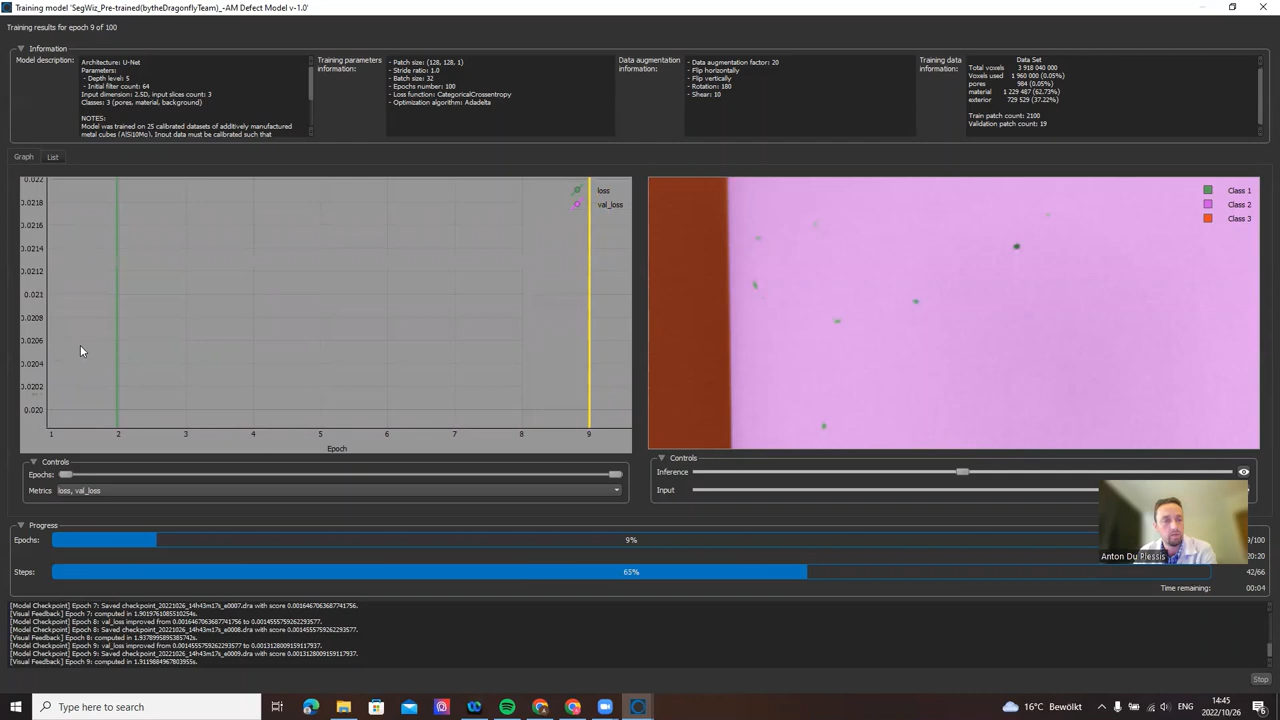 Training model 'SegWiz_Pre-trained(bytheDragonflyTeam)_-AM Defect Model v-1.0'
Training results for epoch 9 of 100
Information
Model description:
Architecture: U-Net
Parameters:
- Depth level: 5
- Initial filter count: 64
Input dimension: 2.5D, input slices count: 3
Classes: 3 (pores, material, background)
NOTES:
Model was trained on 25 calibrated datasets of additively manufactured
metal cubes (AlSi10Mg). Input data must be calibrated such that
Training parameters information:
- Patch size: (128, 128, 1)
- Stride ratio: 1.0
- Batch size: 32
- Epochs number: 100
- Loss function: CategoricalCrossentropy
- Optimization algorithm: Adadelta
Data augmentation information:
- Data augmentation factor: 20
- Flip horizontally
- Flip vertically
- Rotation: 180
- Shear: 10
Training data information:
Data Set
Total voxels 3 918 040 000
Voxels used 1 960 000 (0.05%)
pores 984 (0.05%)
material 1 229 487 (62.73%)
exterior 729 529 (37.22%)
Train patch count: 2100
Validation patch count: 19
Graph List
0.022
0.0218
0.0216
0.0214
0.0212
0.021
0.0208
0.0206
0.0204
0.0202
0.020
1 2 3 4 5 6 7 8 9
Epoch
loss
val_loss
Class 1
Class 2
Class 3
Controls
Epochs:
Metrics loss, val_loss
Controls
Inference
Input
Anton Du Plessis
Progress
Epochs: 9% 9/100
20:20
Steps: 65% 42/66
Time remaining: 00:04
[Model Checkpoint] Epoch 7: Saved checkpoint_20221026_14h43m17s_e0007.dra with score 0.0016467063687741756.
[Visual Feedback] Epoch 7: computed in 1.9019761085510254s.
[Model Checkpoint] Epoch 8: val_loss improved from 0.0016467063687741756 to 0.0014555759262293577.
[Model Checkpoint] Epoch 8: Saved checkpoint_20221026_14h43m17s_e0008.dra with score 0.0014555759262293577.
[Visual Feedback] Epoch 8: computed in 1.9378995895385742s.
[Model Checkpoint] Epoch 9: val_loss improved from 0.0014555759262293577 to 0.0013128009159117937.
[Model Checkpoint] Epoch 9: Saved checkpoint_20221026_14h43m17s_e0009.dra with score 0.0013128009159117937.
[Visual Feedback] Epoch 9: computed in 1.9119884967803955s.
Stop
Type here to search
16°C Bewölkt
ENG
14:45
2022/10/26
6